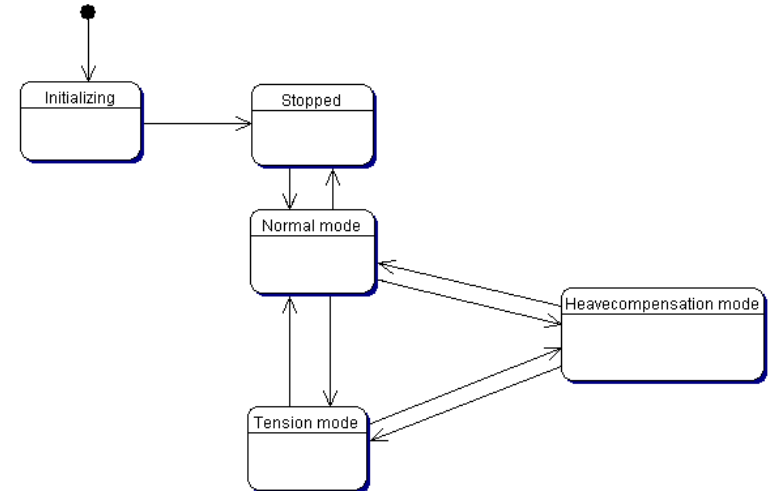 Initializing
Stopped
Normal mode
Heavecompensation mode
Tension mode